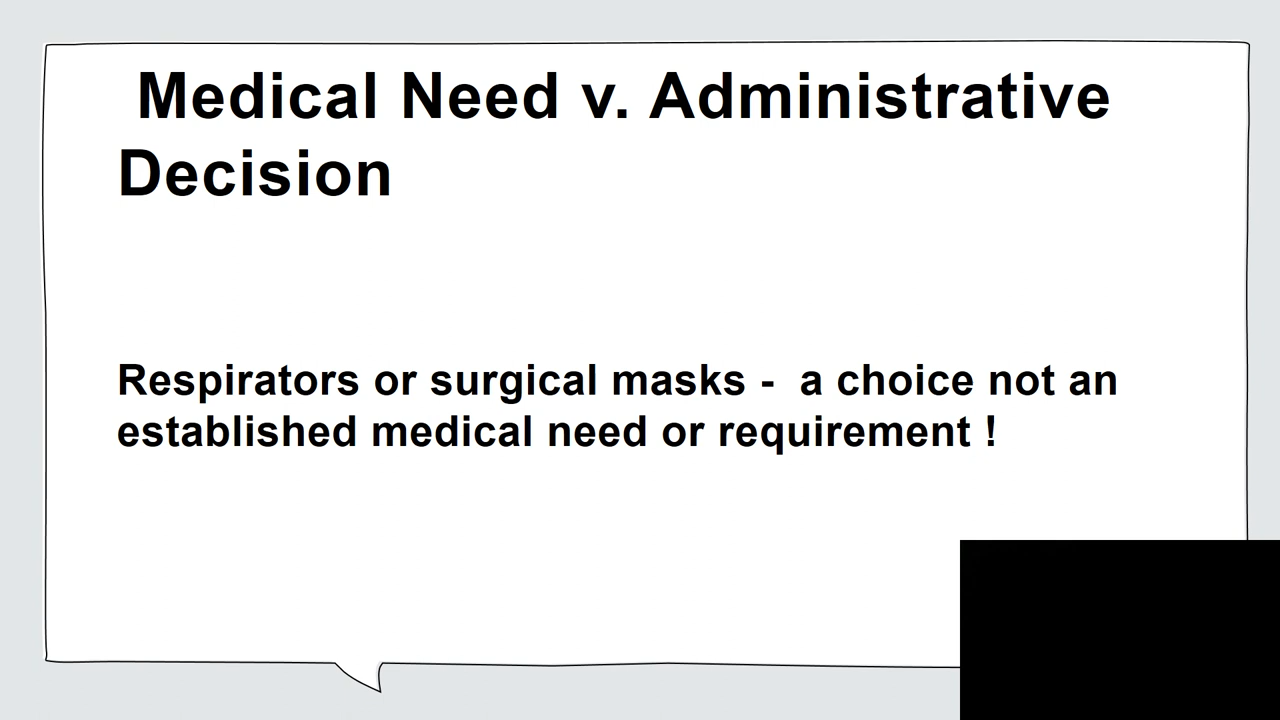 Medical Need v. Administrative
Decision
Respirators or surgical masks -  a choice not an
established medical need or requirement !